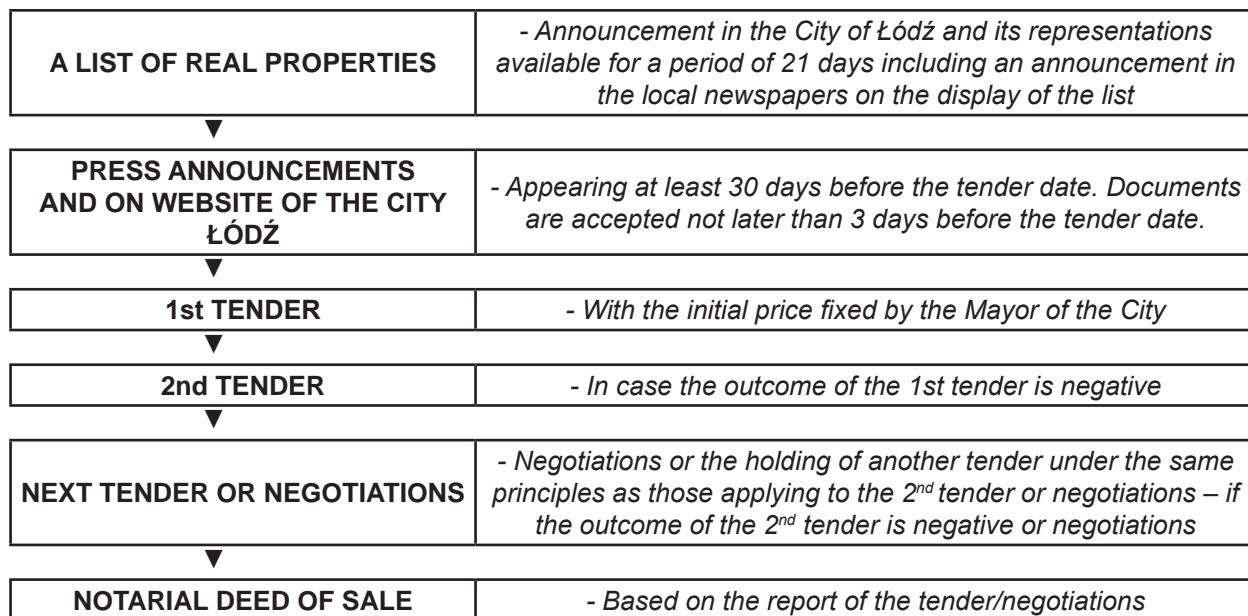 A LIST OF REAL PROPERTIES
- Announcement in the City of Łódź and its representations
available for a period of 21 days including an announcement in
the local newspapers on the display of the list
▼
PRESS ANNOUNCEMENTS
AND ON WEBSITE OF THE CITY
ŁÓDŹ
- Appearing at least 30 days before the tender date. Documents
are accepted not later than 3 days before the tender date.
▼
1st TENDER
- With the initial price fixed by the Mayor of the City
▼
2nd TENDER
- In case the outcome of the 1st tender is negative
▼
NEXT TENDER OR NEGOTIATIONS
- Negotiations or the holding of another tender under the same
principles as those applying to the 2nd tender or negotiations – if
the outcome of the 2nd tender is negative or negotiations
▼
NOTARIAL DEED OF SALE
- Based on the report of the tender/negotiations